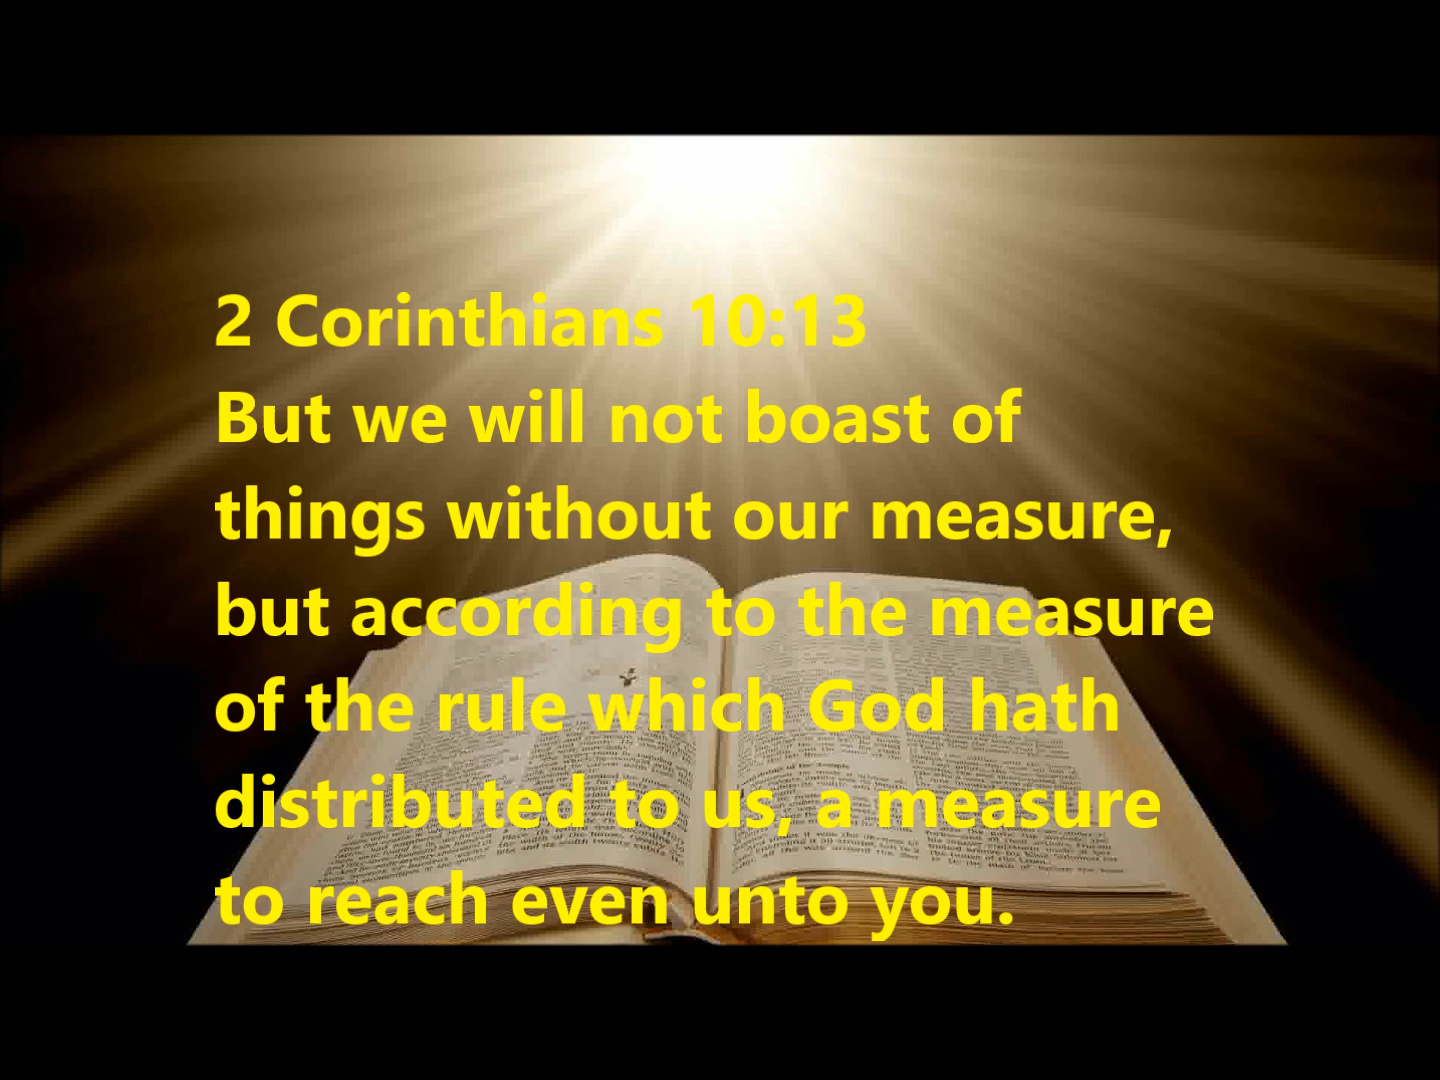 2 Corinthians 10:13
But we will not boast of
things without our measure,
but according to the measure
of the rule which God hath
distributed to us, a measure
to reach even unto you.